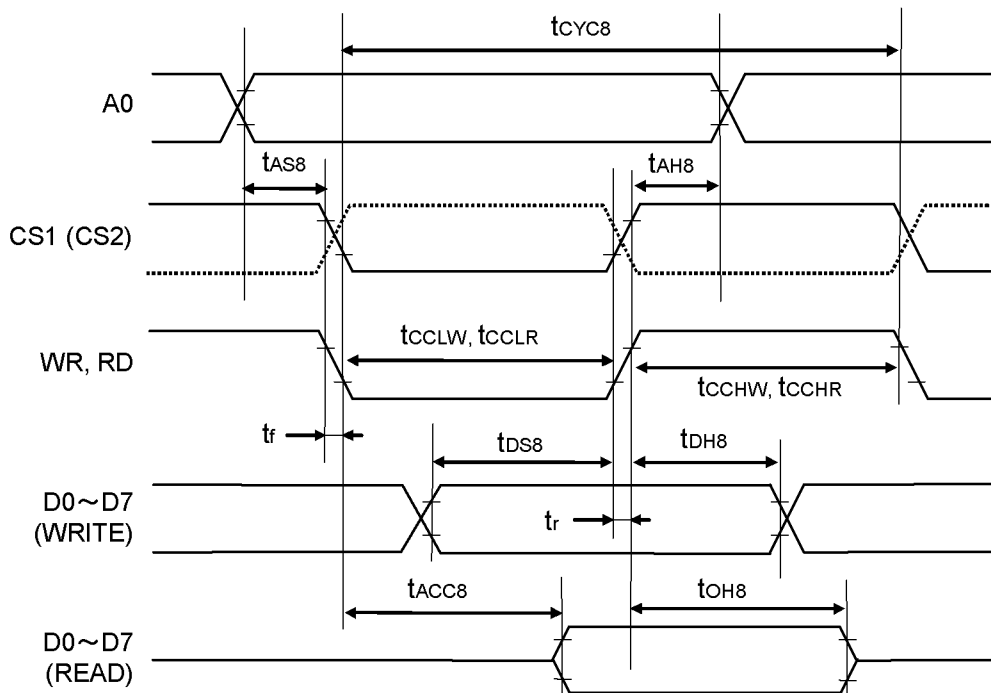 tCYC8
A0
tAS8
tAH8
CS1 (CS2)
tCCLW, tCCLR
WR, RD
tCCHW, tCCHR
tf
tDS8
tDH8
D0～D7
(WRITE)
tr
tACC8
tOH8
D0～D7
(READ)